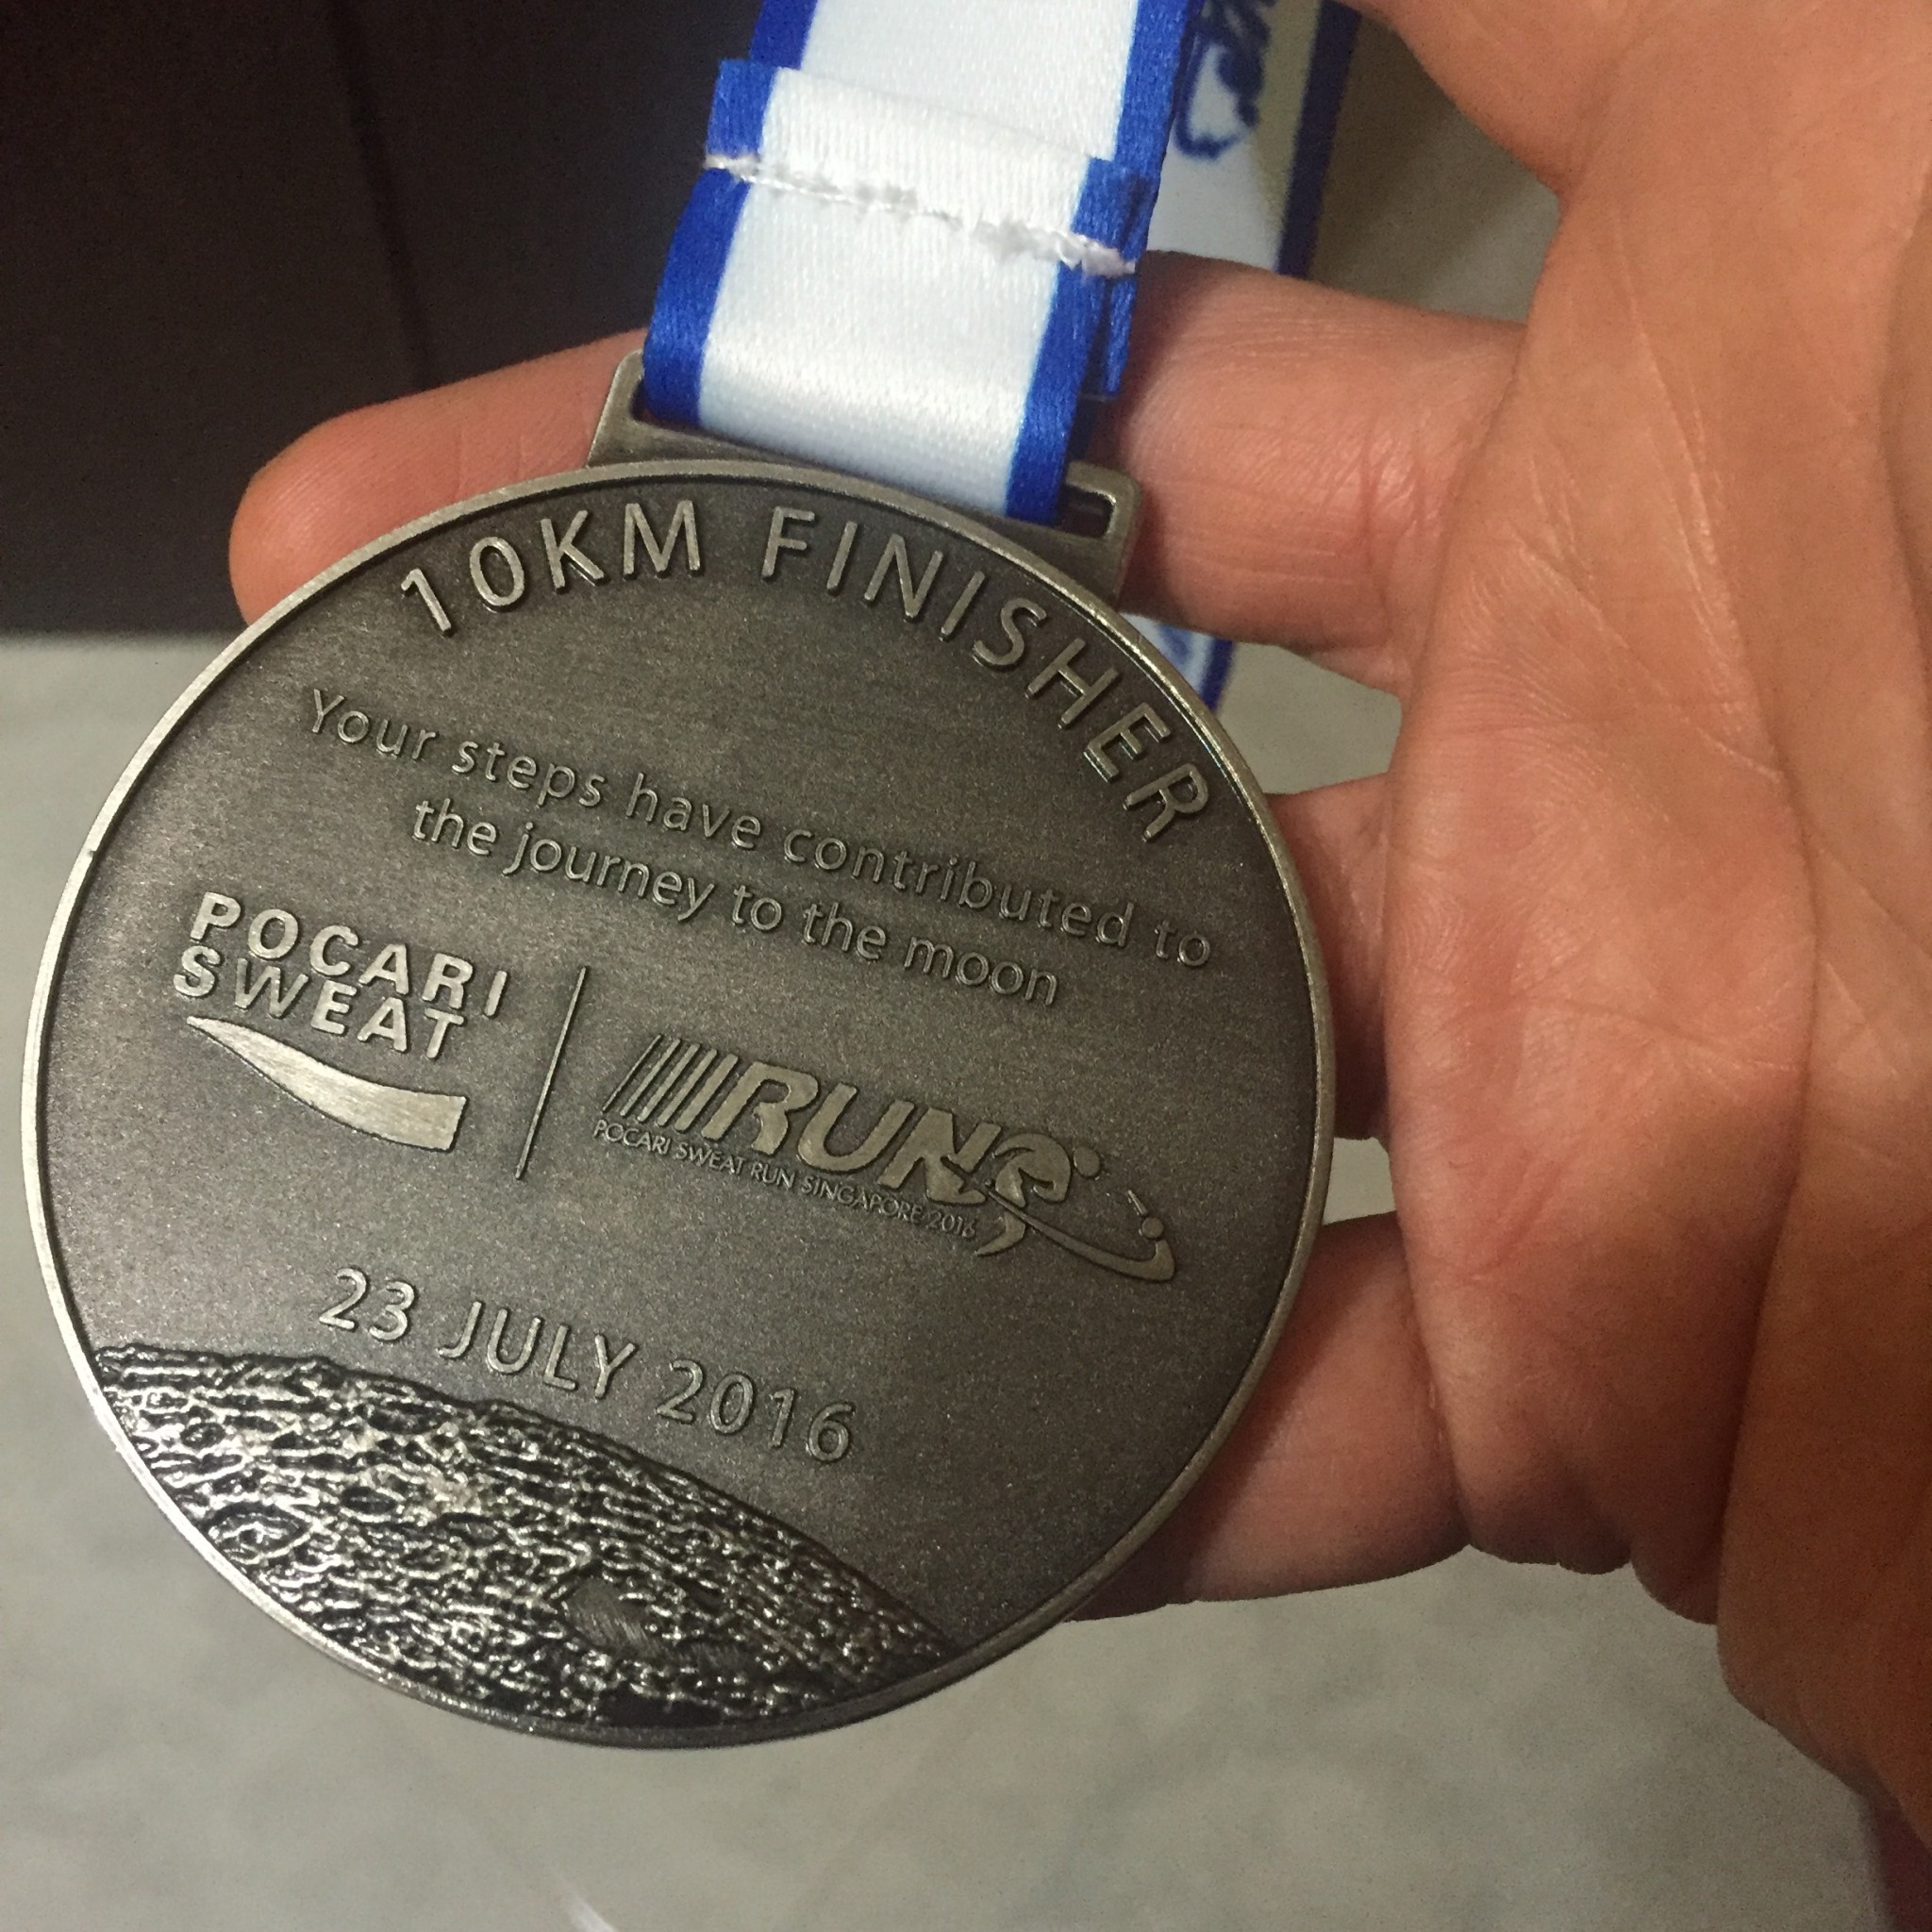 10KM FINISHER
Your steps have contributed to
the journey to the moon
POCARI
SWEAT
RUN
POCARI SWEAT RUN SINGAPORE 2016
23 JULY 2016